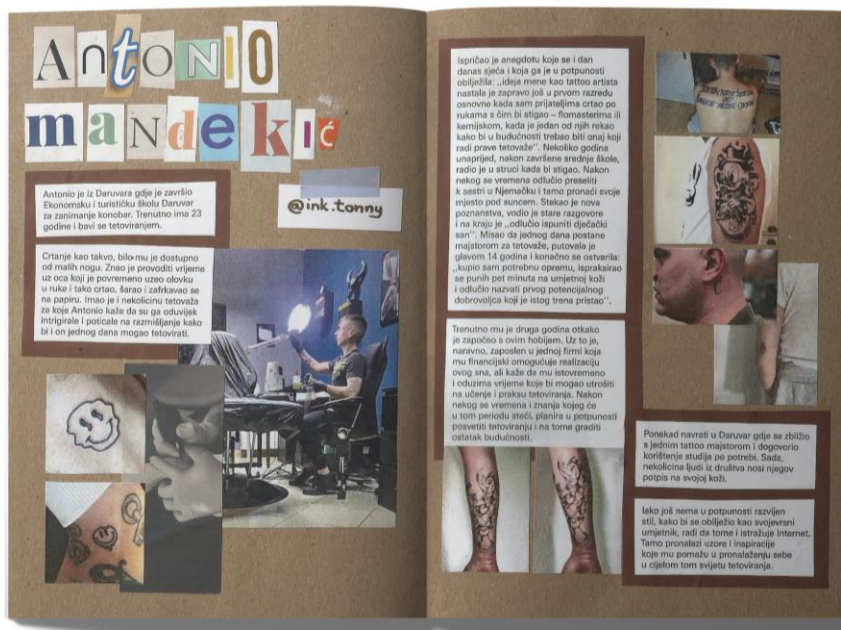 Antonio
mandekić
@ink.tonny
Antonio je iz Daruvara gdje je završio
Ekonomsku i turističku školu Daruvar
za zanimanje konobar. Trenutno ima 23
godine i bavi se tetoviranjem.
Crtanje kao takvo, bilo mu je dostupno
od malih nogu. Znao je provoditi vrijeme
uz oca koji je povremeno uzeo olovku
u ruke i tako crtao, šarao i zafrkavao se
na papiru. Imao je i nekolicinu tetovaža
za koje Antonio kaže da su ga oduvijek
intrigirale i poticale na razmišljanje kako
bi i on jednog dana mogao tetovirati.
Ispričao je anegdotu koje se i dan
danas sjeća i koja ga je u potpunosti
obilježila: „ideja mene kao tattoo artista
nastala je zapravo još u prvom razredu
osnovne kada sam prijateljima crtao po
rukama s čim bi stigao – flomasterima ili
kemijskom, kada je jedan od njih rekao
kako bi u budućnosti trebao biti onaj koji
radi prave tetovaže”. Nekoliko godina
unaprijed, nakon završene srednje škole,
radio je u struci kada bi stigao. Nakon
nekog se vremena odlučio preseliti
k sestri u Njemačku i tamo pronaći svoje
mjesto pod suncem. Stekao je nova
poznanstva, vodio je stare razgovore
i na kraju je „odlučio ispuniti dječački
san”. Misao da jednog dana postane
majstorom za tetovaže, putovala je
glavom 14 godina i konačno se ostvarila:
„kupio sam potrebnu opremu, ispraksirao
se punih pet minuta na umjetnoj koži
i odlučio nazvati prvog potencijalnog
dobrovoljca koji je istog trena pristao”.
Trenutno mu je druga godina otkako
je započeo s ovim hobijem. Uz to je,
naravno, zaposlen u jednoj firmi koja
mu financijski omogućuje realizaciju
ovog sna, ali kaže da mu istovremeno
i oduzima vrijeme koje bi mogao utrošiti
na učenje i praksu tetoviranja. Nakon
nekog se vremena i znanja kojeg će
u tom periodu steći, planira u potpunosti
posvetiti tetoviranju i na tome graditi
ostatak budućnosti.
Ponekad navrati u Daruvar gdje se zbližio
s jednim tattoo majstorom i dogovorio
korištenje studija po potrebi. Sada,
nekolicina ljudi iz društva nosi njegov
potpis na svojoj koži.
Iako još nema u potpunosti razvijen
stil, kako bi se obilježio kao svojevrsni
umjetnik, radi da tome i istražuje Internet.
Tamo pronalazi uzore i inspiracije
koje mu pomažu u pronalaženju sebe
u cijelom tom svijetu tetoviranja.